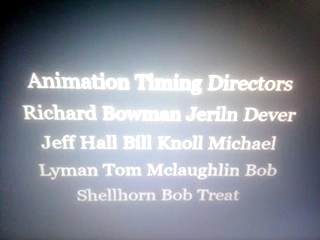 Animation Timing Directors
Richard Bowman Jeriln Dever
Jeff Hall Bill Knoll Michael
Lyman Tom Mclaughlin Bob
Shellhorn Bob Treat